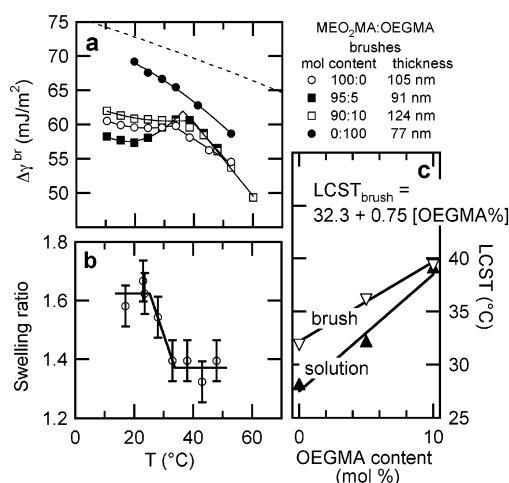 75
70
65
60
55
50
Δγ^br (mJ/m²)
a
MEO₂MA:OEGMA
brushes
mol content thickness
100:0 105 nm
95:5 91 nm
90:10 124 nm
0:100 77 nm
1.8
1.6
1.4
1.2
Swelling ratio
b
0 20 40 60
T (°C)
c
LCST_brush =
32.3 + 0.75 [OEGMA%]
brush
solution
40
35
30
25
LCST (°C)
0 10
OEGMA content
(mol %)